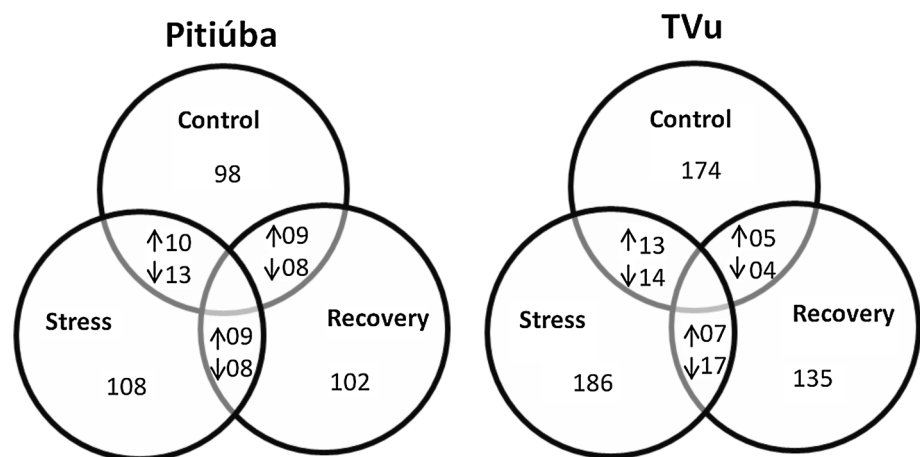 Pitiúba
Control
98
↑10
↓13
↑09
↓08
Stress
108
↑09
↓08
Recovery
102
TVu
Control
174
↑13
↓14
↑05
↓04
Stress
186
↑07
↓17
Recovery
135